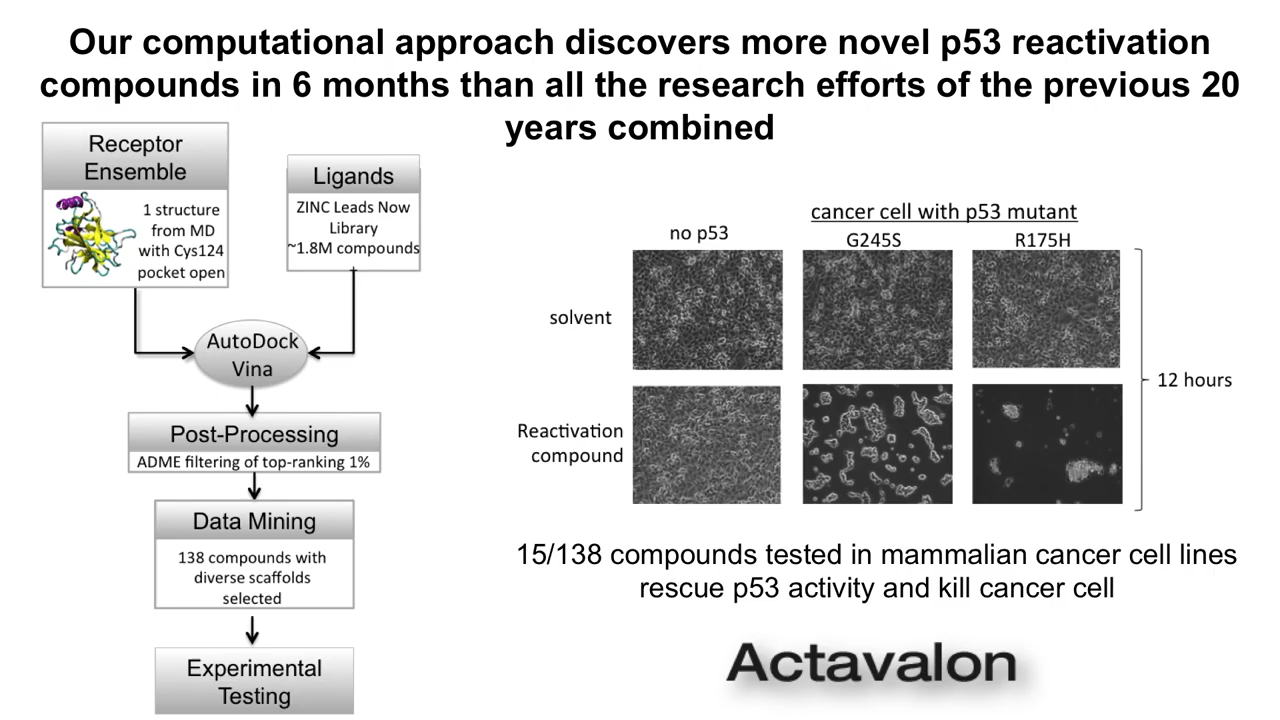 Our computational approach discovers more novel p53 reactivation
compounds in 6 months than all the research efforts of the previous 20
years combined
Receptor
Ensemble
1 structure
from MD
with Cys124
pocket open
Ligands
ZINC Leads Now
Library
~1.8M compounds
AutoDock
Vina
Post-Processing
ADME filtering of top-ranking 1%
Data Mining
138 compounds with
diverse scaffolds
selected
Experimental
Testing
cancer cell with p53 mutant
no p53
G245S
R175H
solvent
Reactivation
compound
12 hours
15/138 compounds tested in mammalian cancer cell lines
rescue p53 activity and kill cancer cell
Actavalon